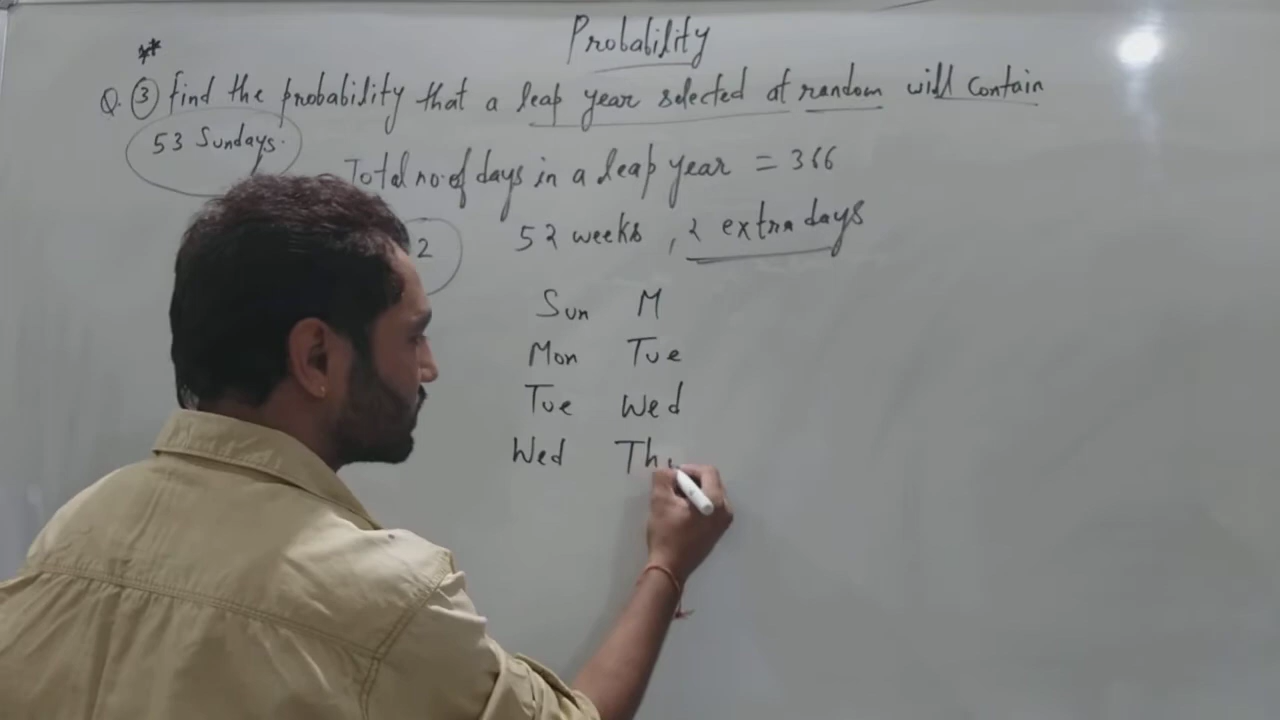 Probability
**
Q. 3 find the probability that a leap year selected at random will contain
53 Sundays.
Total no. of days in a leap year = 366
2 52 weeks, 2 extra days
Sun M
Mon Tue
Tue Wed
Wed Thu